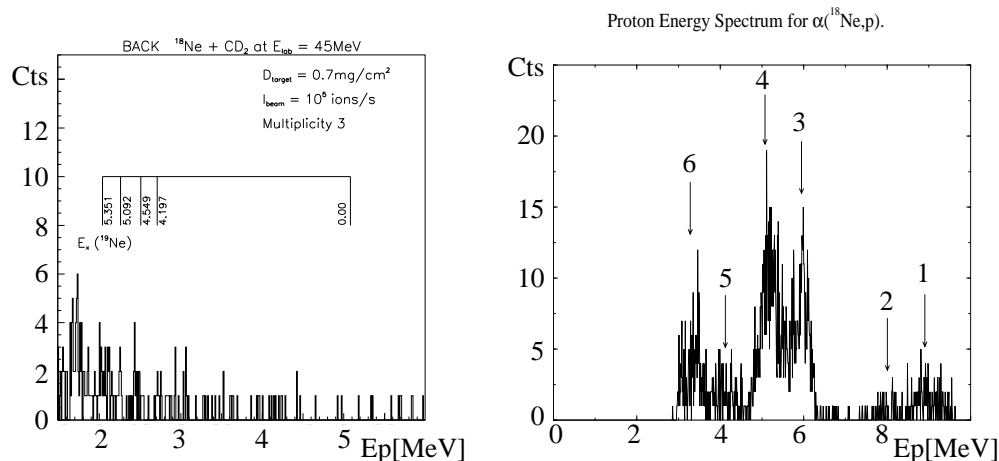 BACK ¹⁸Ne + CD₂ at E_lab = 45MeV
Cts
D_target = 0.7mg/cm²
I_beam = 10⁶ ions/s
Multiplicity 3
14
12
10
8
6
4
2
0
5.351
5.092
4.549
4.197
0.00
Eₓ (¹⁹Ne)
2 3 4 5
Ep[MeV]
Proton Energy Spectrum for α(¹⁸Ne,p).
Cts
20
15
10
5
0
6
5
4
3
2
1
0 2 4 6 8
Ep[MeV]